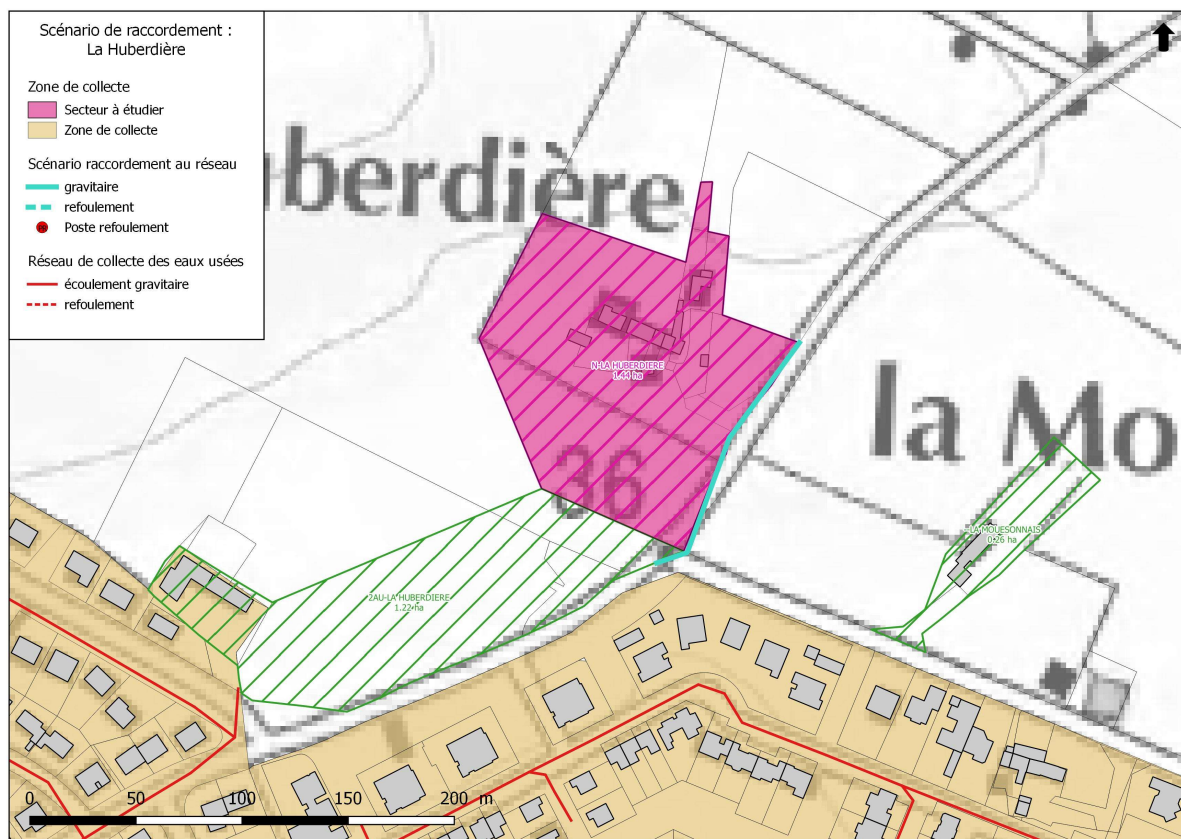 Scénario de raccordement :
La Huberdière
Zone de collecte
Secteur à étudier
Zone de collecte
Scénario raccordement au réseau
gravitaire
refoulement
Poste refoulement
Réseau de collecte des eaux usées
écoulement gravitaire
refoulement
uberdière
N-LA HUBERDIERE
1.44 ha
la Mo
36
LA MOUESONNAIS
0.26 ha
2AU-LA HUBERDIERE
1.22 ha
0 50 100 150 200 m